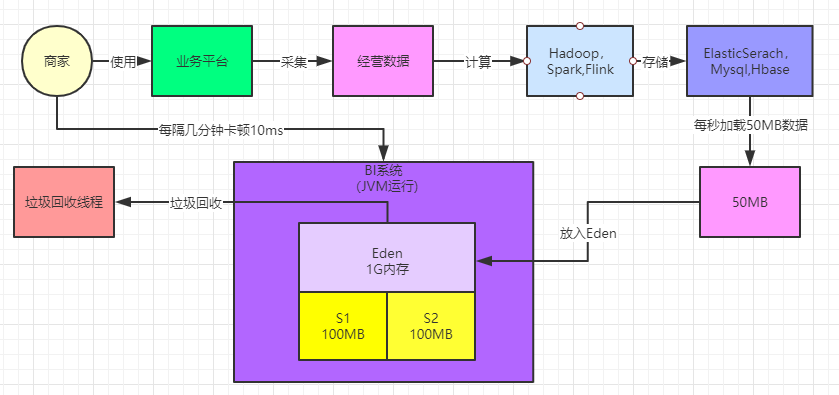 商家
使用
业务平台
采集
经营数据
计算
Hadoop,
Spark,Flink
存储
ElasticSerach,
Mysql,Hbase
每隔几分钟卡顿10ms
每秒加载50MB数据
BI系统
(JVM运行)
垃圾回收线程
垃圾回收
50MB
放入Eden
Eden
1G内存
S1
100MB
S2
100MB